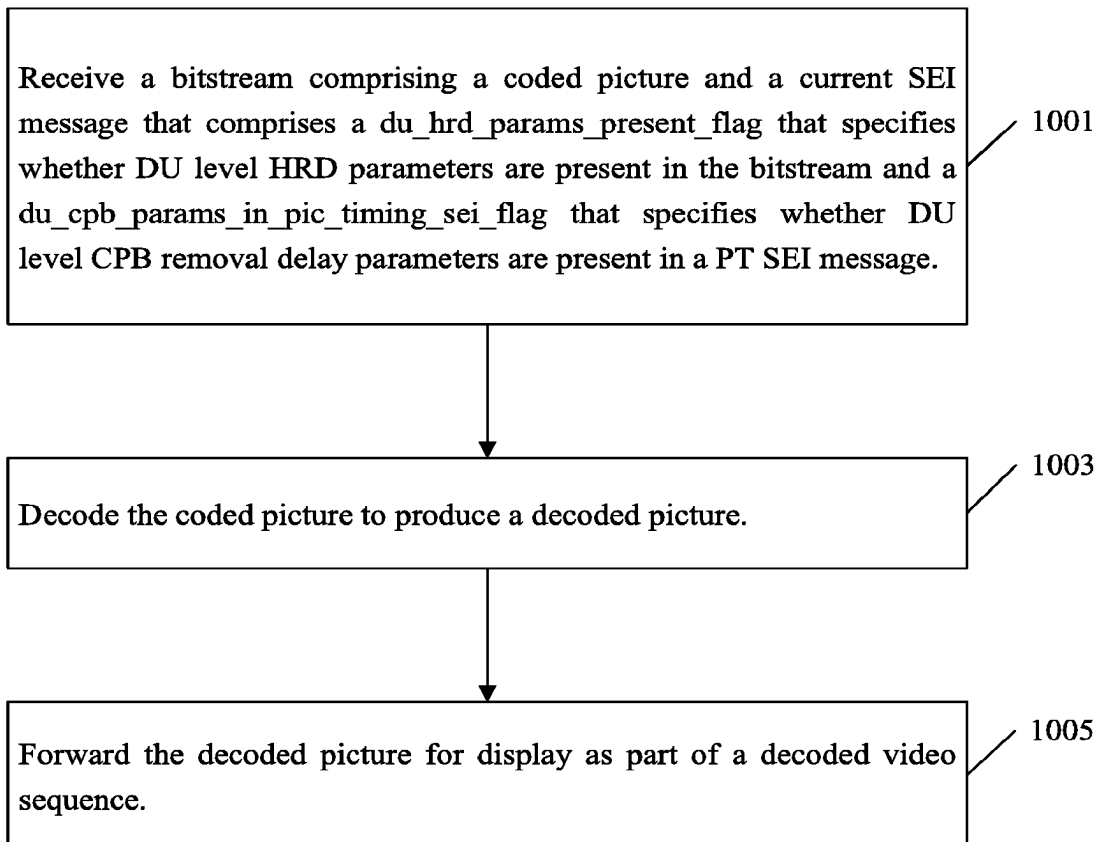 Receive a bitstream comprising a coded picture and a current SEI
message that comprises a du_hrd_params_present_flag that specifies
whether DU level HRD parameters are present in the bitstream and a
du_cpb_params_in_pic_timing_sei_flag that specifies whether DU
level CPB removal delay parameters are present in a PT SEI message.
1001
Decode the coded picture to produce a decoded picture.
1003
Forward the decoded picture for display as part of a decoded video
sequence.
1005